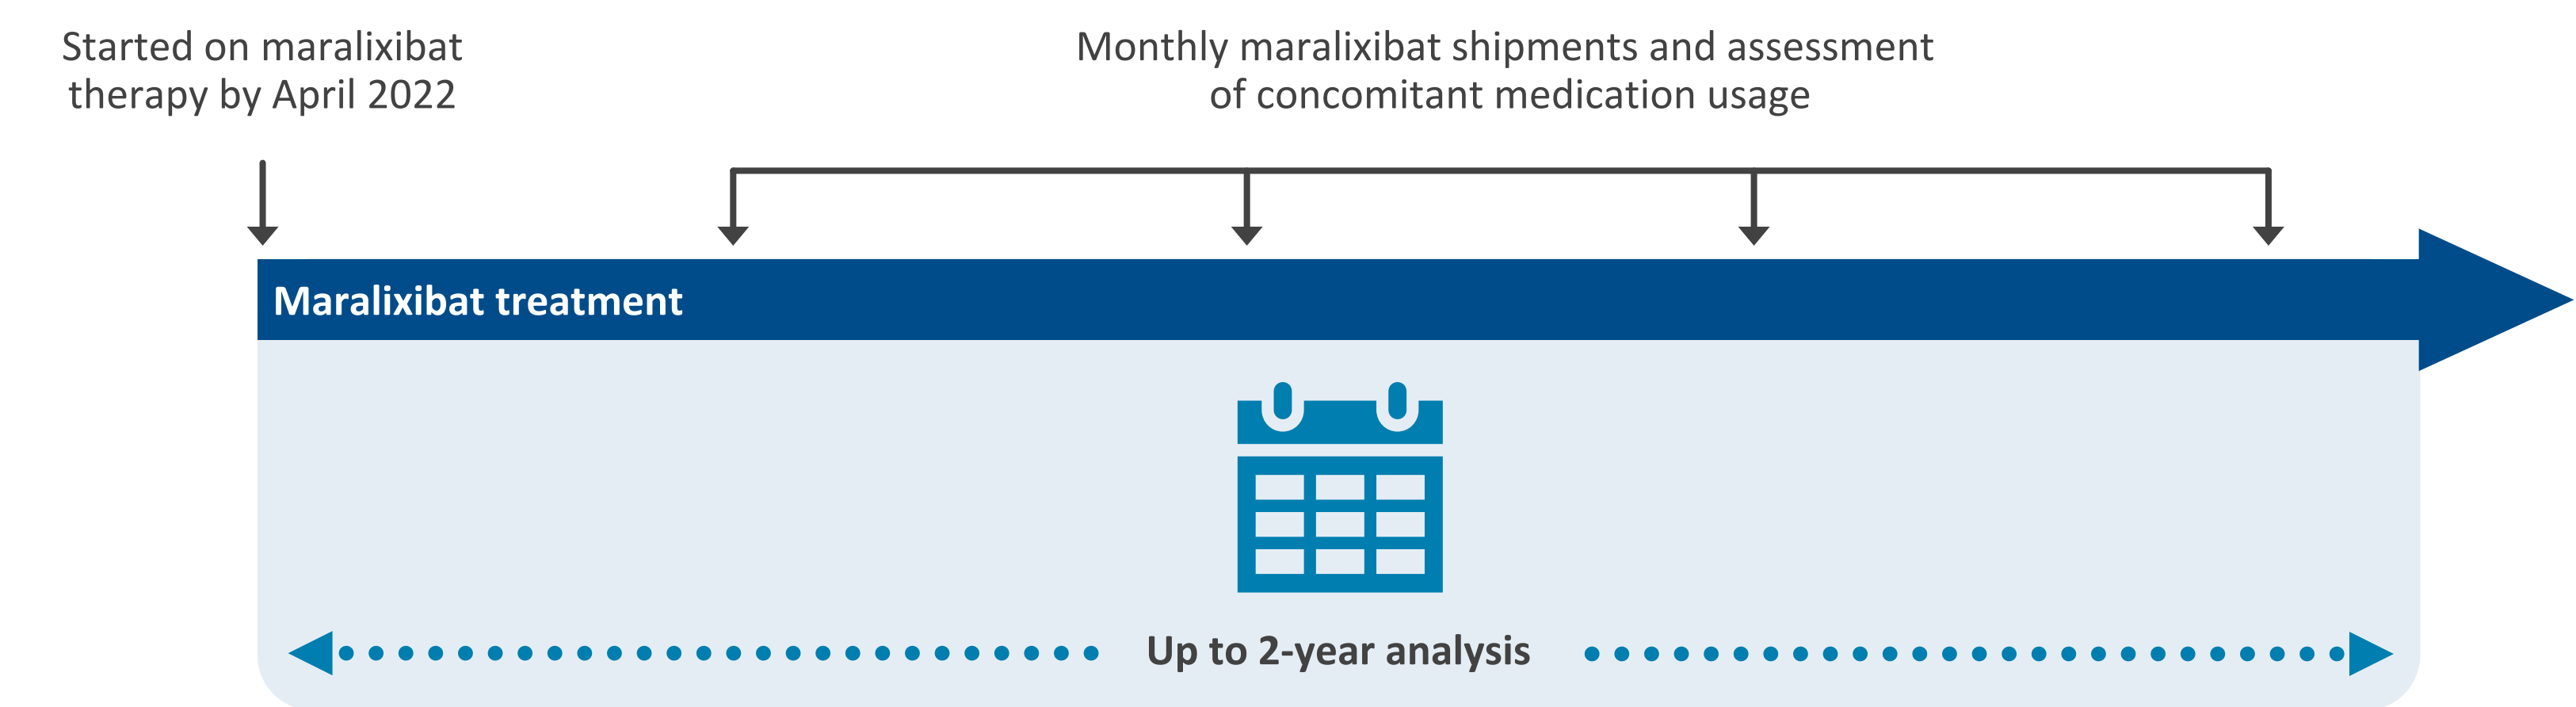 Started on maralixibat
therapy by April 2022
Monthly maralixibat shipments and assessment
of concomitant medication usage
Maralixibat treatment
Up to 2-year analysis